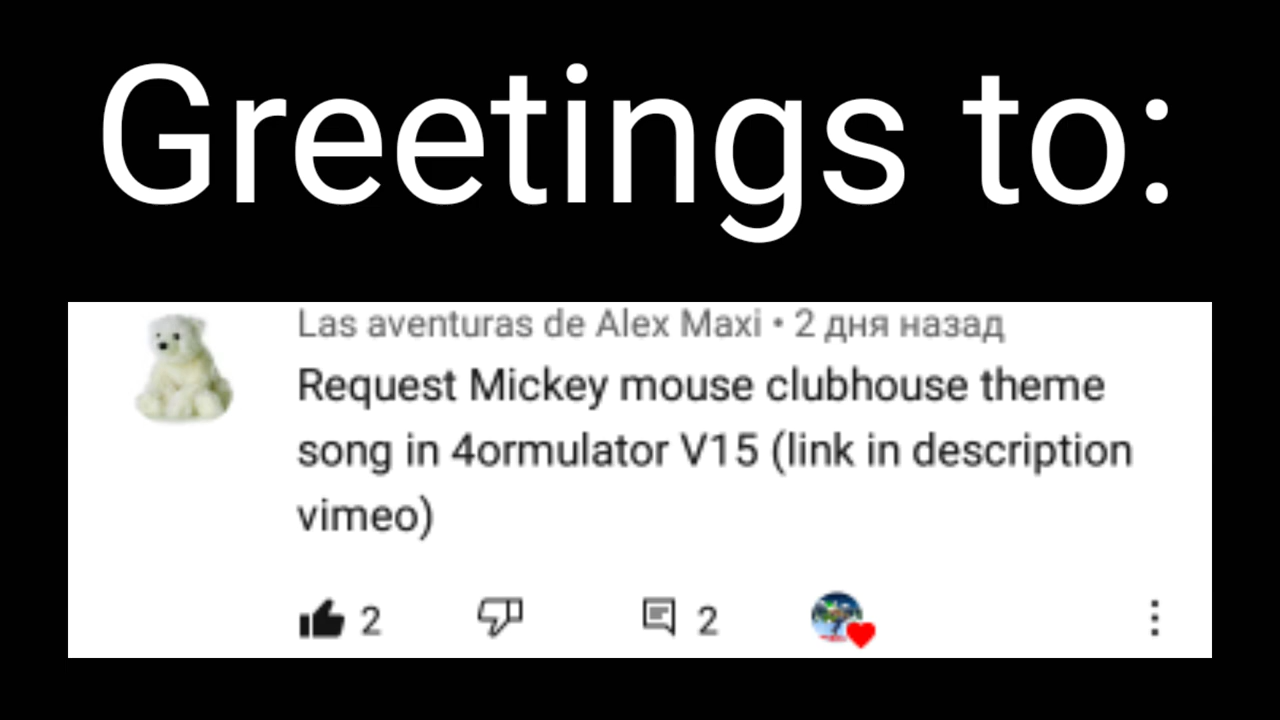 Greetings to:
Las aventuras de Alex Maxi • 2 дня назад
Request Mickey mouse clubhouse theme
song in 4ormulator V15 (link in description
vimeo)
2 2